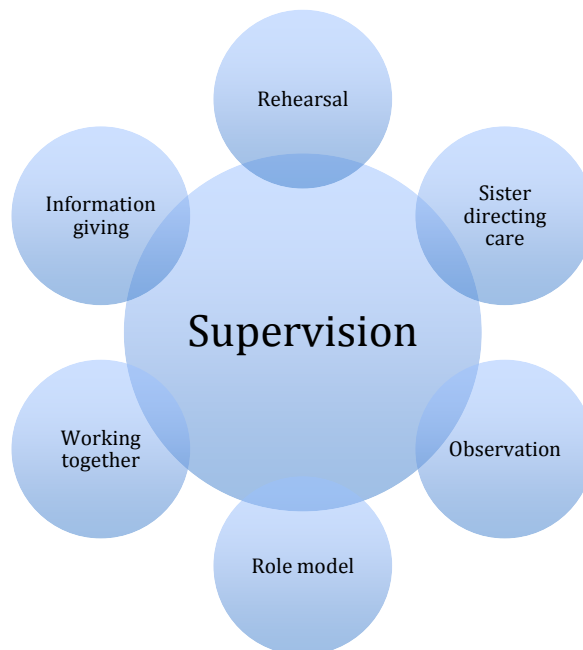 Rehearsal
Sister
directing
care
Information
giving
Supervision
Working
together
Observation
Role model